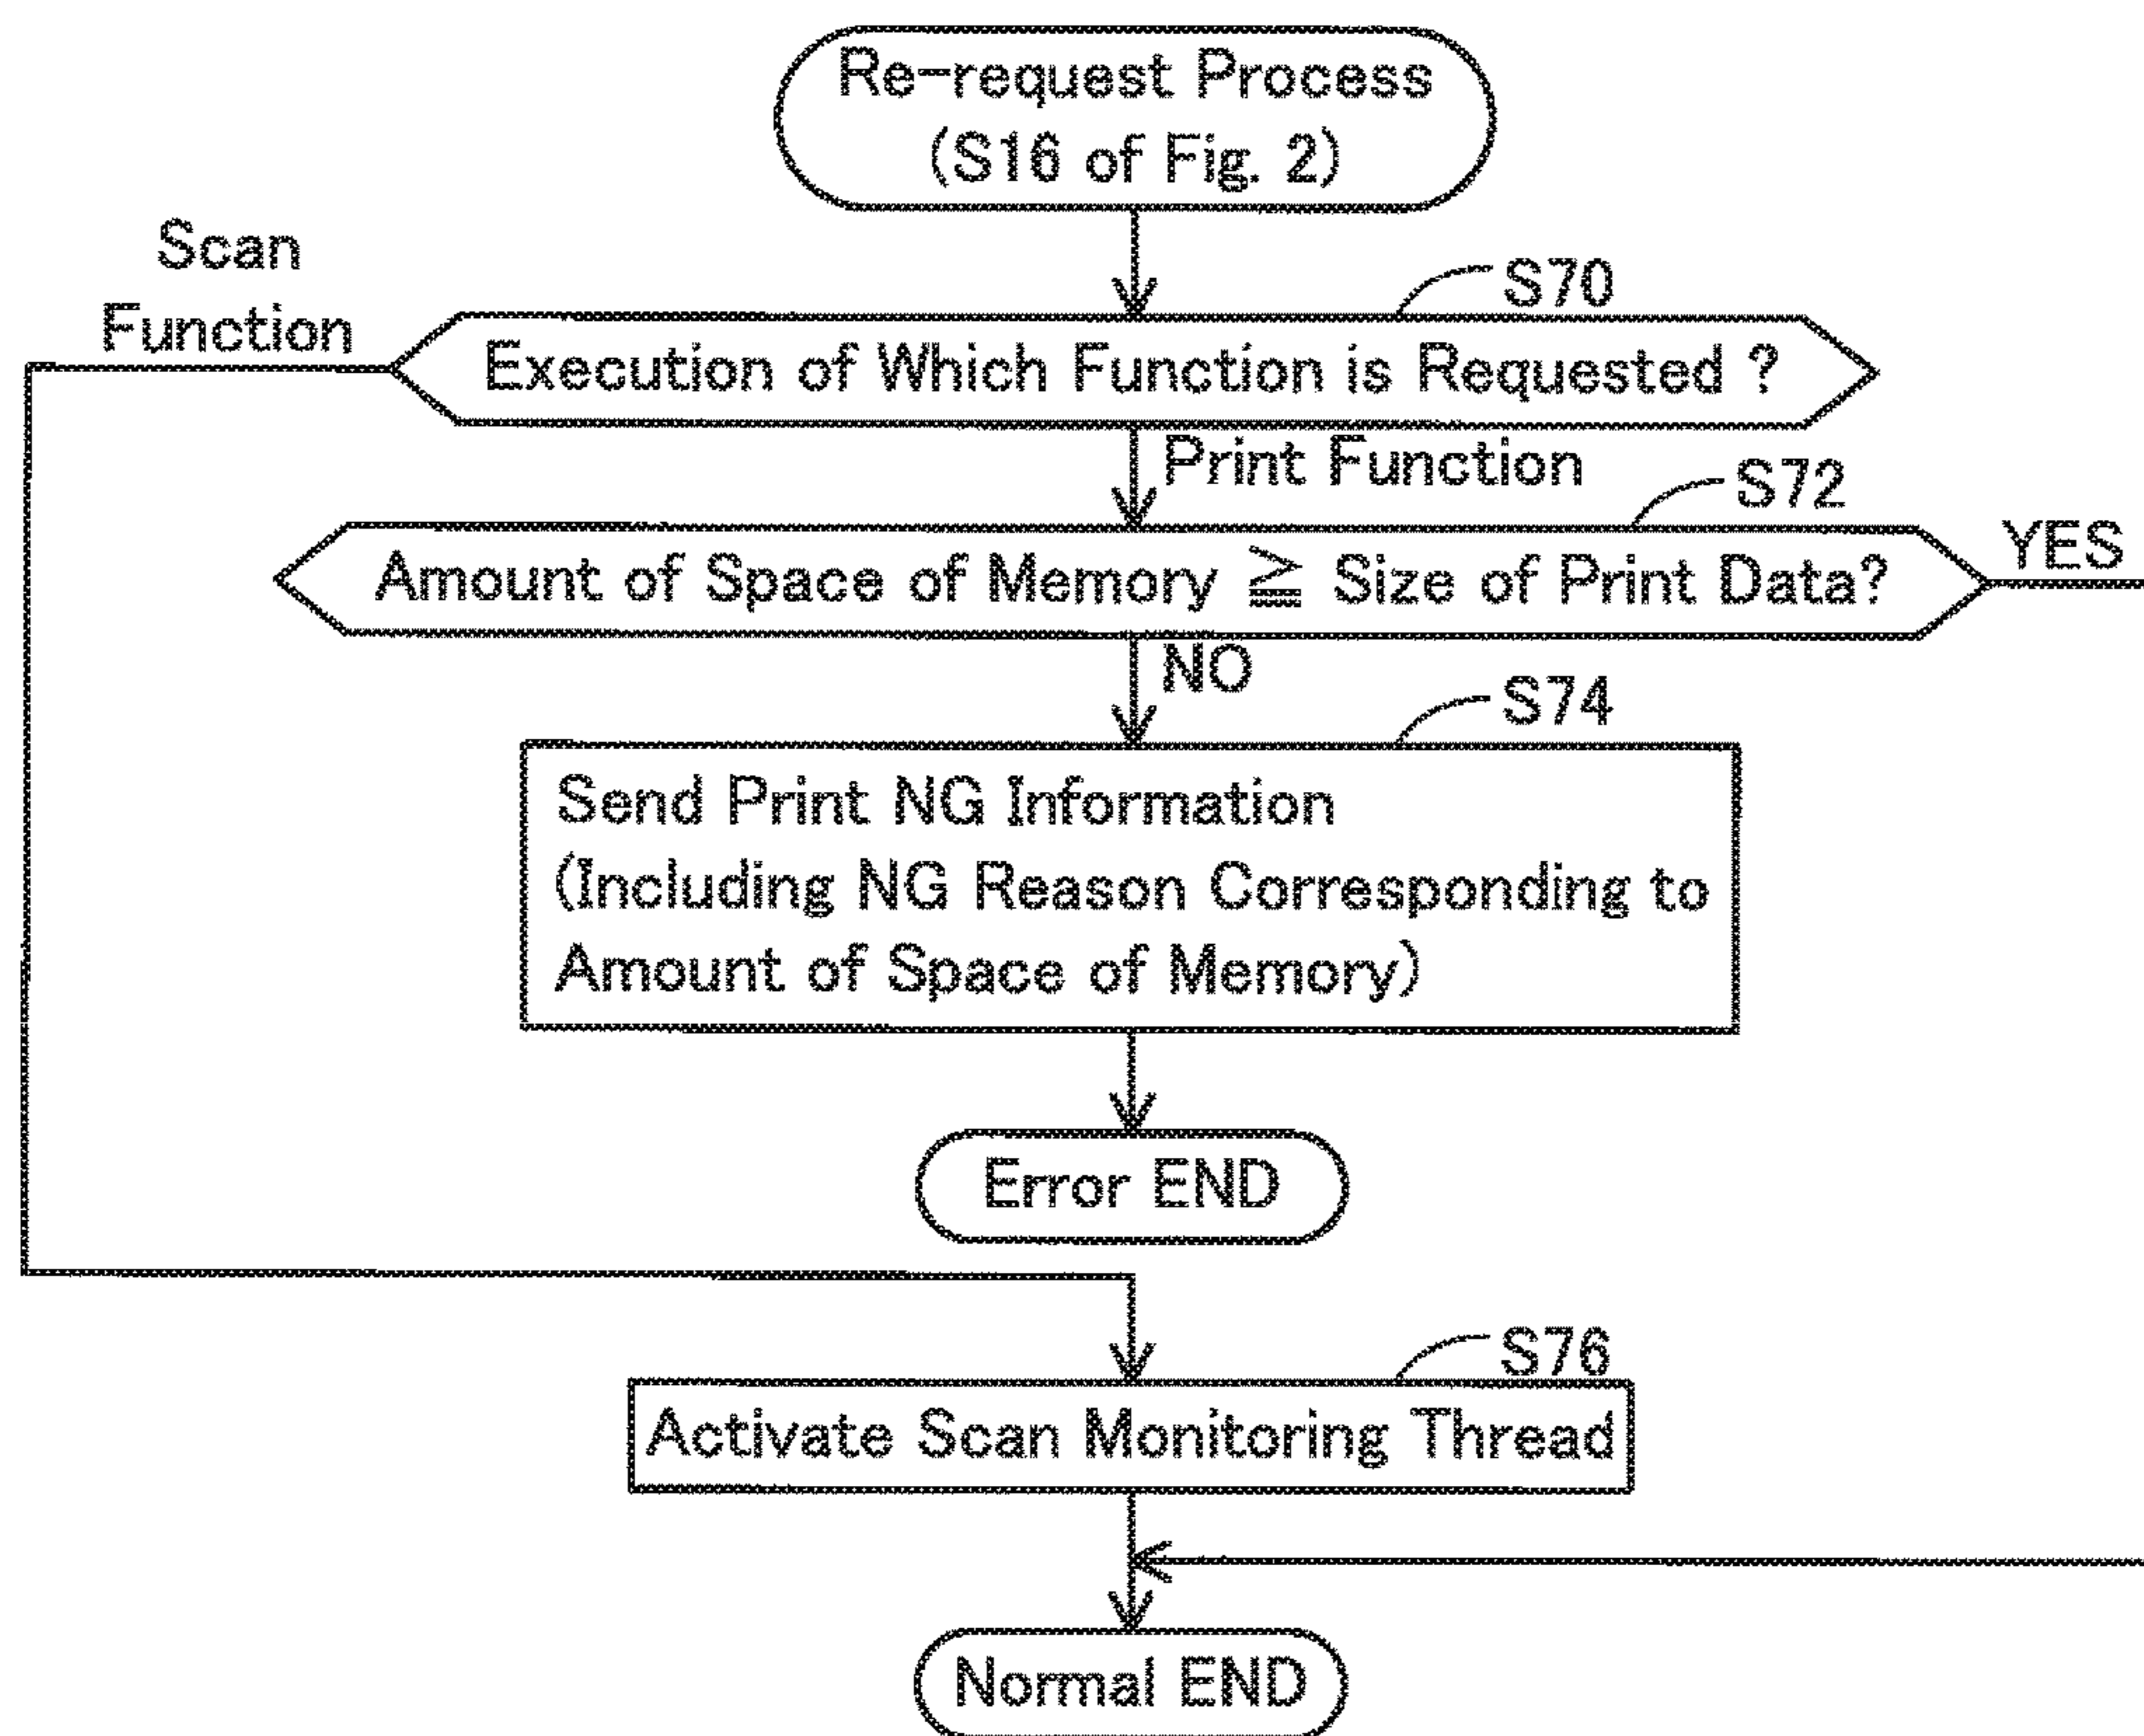 Re-request Process
(S16 of Fig. 2)
Scan
Function
S70
Execution of Which Function is Requested ?
Print Function
S72
Amount of Space of Memory ≧ Size of Print Data?
YES
NO
S74
Send Print NG Information
(Including NG Reason Corresponding to
Amount of Space of Memory)
Error END
S76
Activate Scan Monitoring Thread
Normal END